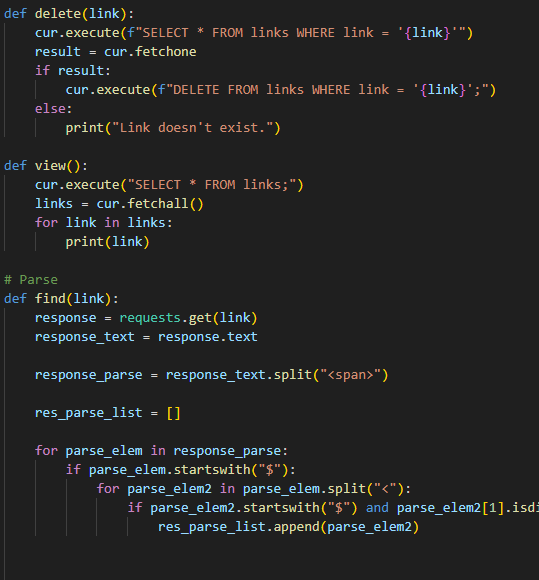 def delete(link):
    cur.execute(f"SELECT * FROM links WHERE link = '{link}'")
    result = cur.fetchone
    if result:
        cur.execute(f"DELETE FROM links WHERE link = '{link}';")
    else:
        print("Link doesn't exist.")
def view():
    cur.execute("SELECT * FROM links;")
    links = cur.fetchall()
    for link in links:
        print(link)
# Parse
def find(link):
    response = requests.get(link)
    response_text = response.text
    response_parse = response_text.split("<span>")
    res_parse_list = []
    for parse_elem in response_parse:
        if parse_elem.startswith("$"):
            for parse_elem2 in parse_elem.split("<"):
                if parse_elem2.startswith("$") and parse_elem2[1].isdi
                    res_parse_list.append(parse_elem2)